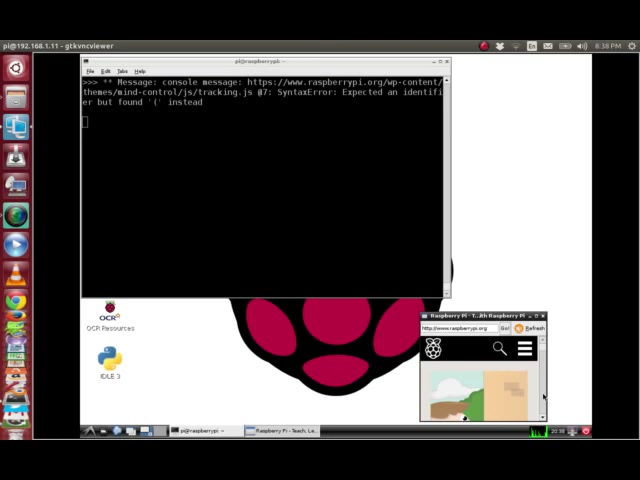 pi@192.168.1.11 - gtkvncviewer
En
8:38 PM
pi@raspberrypi: ~
File Edit Tabs Help
>>> ** Message: console message: https://www.raspberrypi.org/wp-content/
themes/mind-control/js/tracking.js @7: SyntaxError: Expected an identifi
er but found '(' instead
OCR
OCR Resources
IDLE 3
Raspberry Pi - T...ith Raspberry Pi
http://www.raspberrypi.org
Go!
Refresh
pi@raspberrypi: ~
Raspberry Pi - Teach, Le...
20:38